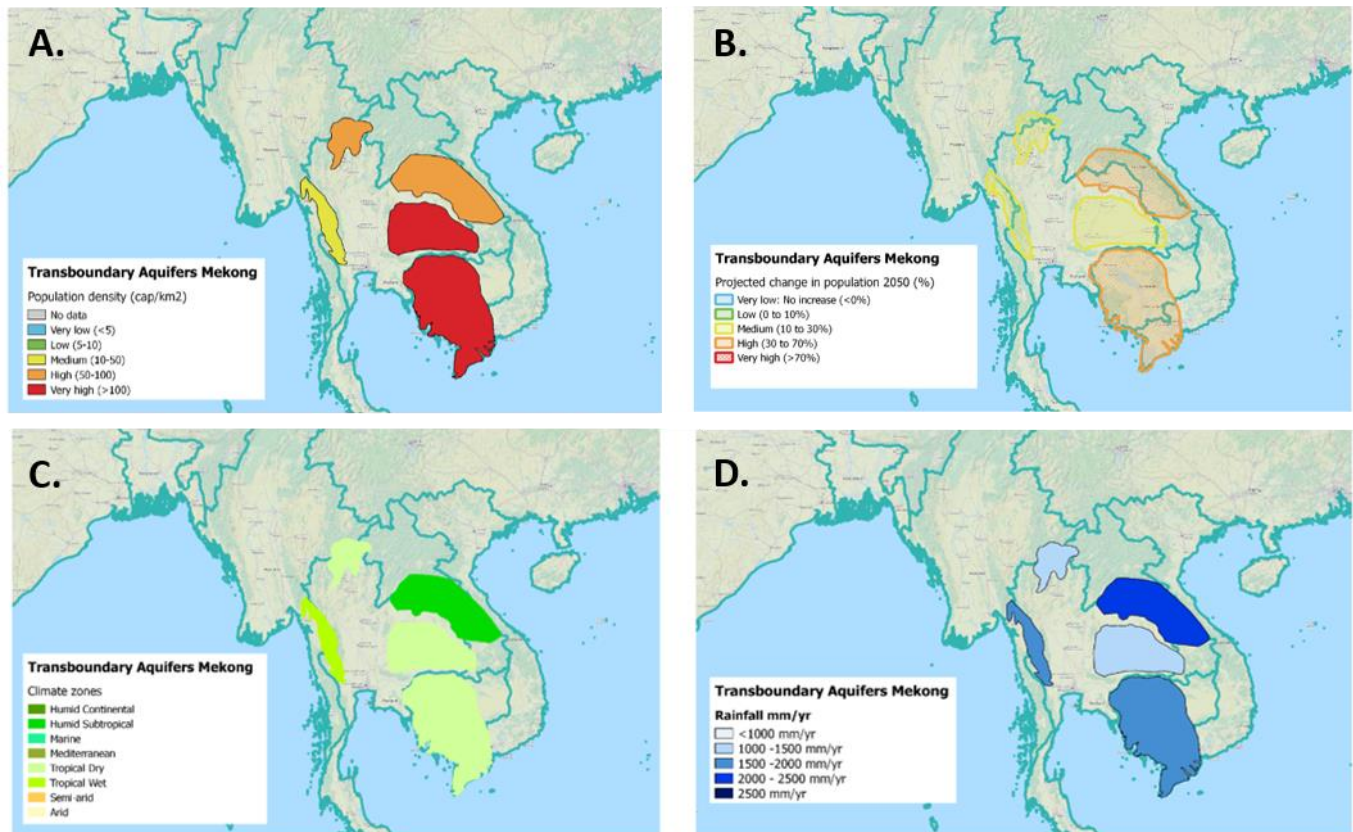 A.
Transboundary Aquifers Mekong
Population density (cap/km2)
No data
Very low (<5)
Low (5-10)
Medium (10-50)
High (50-100)
Very high (>100)
B.
Transboundary Aquifers Mekong
Projected change in population 2050 (%)
Very low: No increase (<0%)
Low (0 to 10%)
Medium (10 to 30%)
High (30 to 70%)
Very high (>70%)
C.
Transboundary Aquifers Mekong
Climate zones
Humid Continental
Humid Subtropical
Marine
Mediterranean
Tropical Dry
Tropical Wet
Semi-arid
Arid
D.
Transboundary Aquifers Mekong
Rainfall mm/yr
<1000 mm/yr
1000 -1500 mm/yr
1500 -2000 mm/yr
2000 - 2500 mm/yr
2500 mm/yr